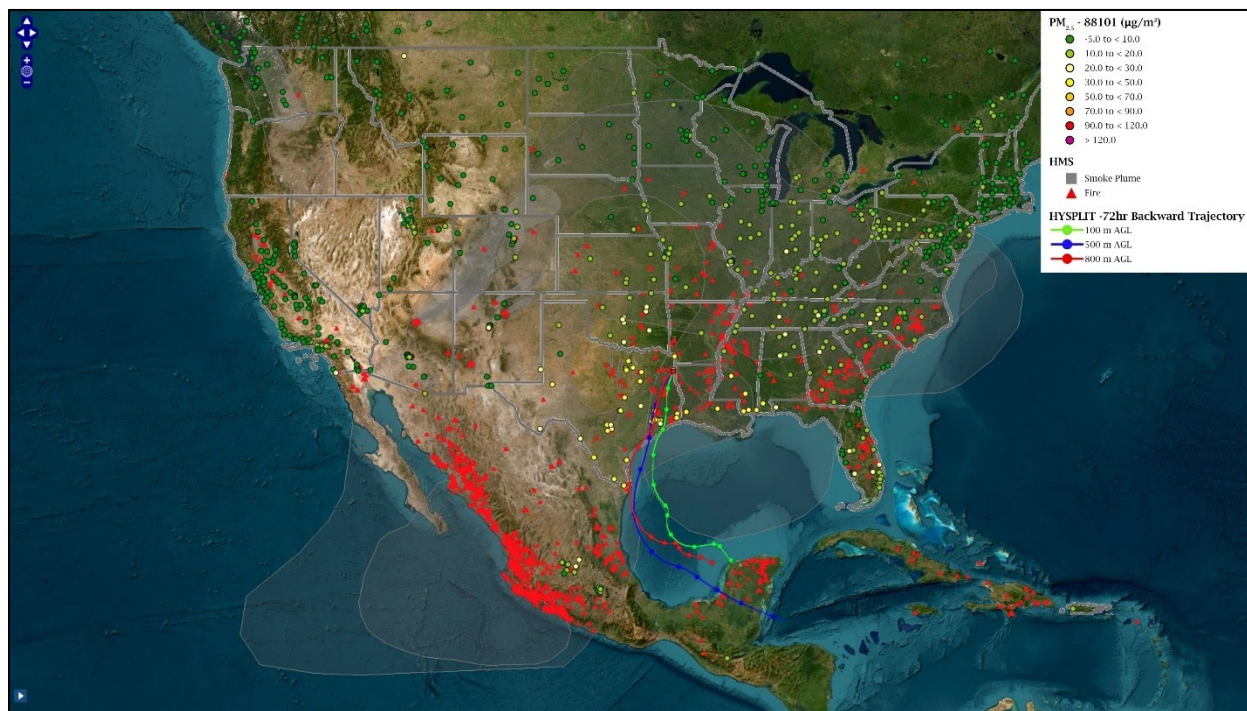 PM2.5 - 88101 (µg/m³)
-5.0 to < 10.0
10.0 to < 20.0
20.0 to < 30.0
30.0 to < 50.0
50.0 to < 70.0
70.0 to < 90.0
90.0 to < 120.0
> 120.0
HMS
Smoke Plume
Fire
HYSPLIT -72hr Backward Trajectory
100 m AGL
500 m AGL
800 m AGL